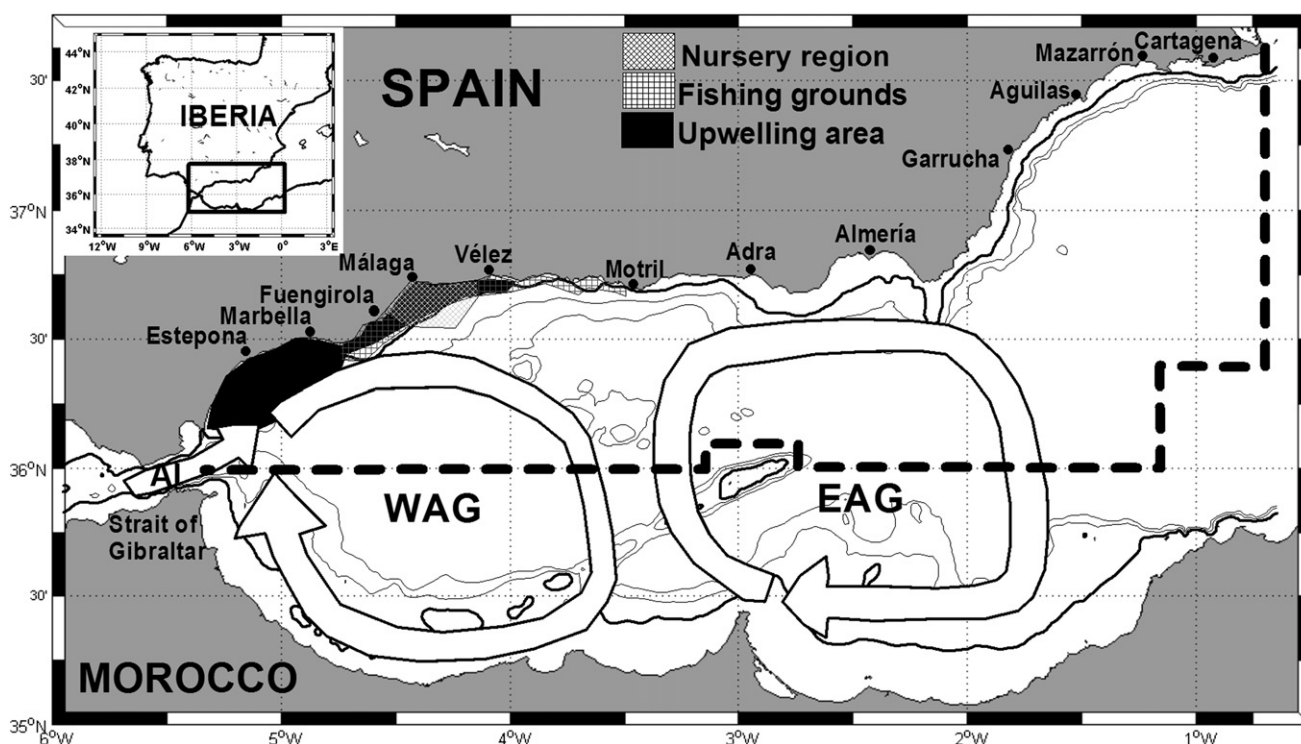 44°N
42°N
40°N
38°N
36°N
34°N
12°W 9°W 6°W 3°W 0° 3°E
IBERIA
SPAIN
Nursery region
Fishing grounds
Upwelling area
Mazarrón
Cartagena
Aguilas
Garrucha
Almería
Adra
Motril
Vélez
Málaga
Fuengirola
Marbella
Estepona
AI
Strait of
Gibraltar
WAG
EAG
MOROCCO
30'
37°N
30'
36°N
30'
35°N
6°W 5°W 4°W 3°W 2°W 1°W